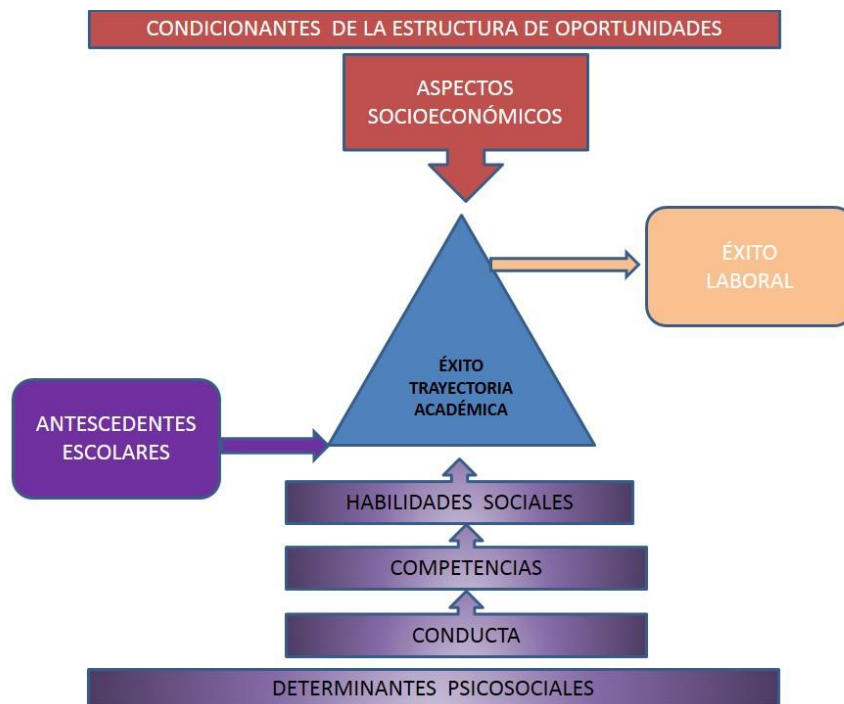 CONDICIONANTES DE LA ESTRUCTURA DE OPORTUNIDADES
ASPECTOS
SOCIOECONÓMICOS
ÉXITO
LABORAL
ÉXITO
TRAYECTORIA
ACADÉMICA
ANTESCEDENTES
ESCOLARES
HABILIDADES SOCIALES
COMPETENCIAS
CONDUCTA
DETERMINANTES PSICOSOCIALES